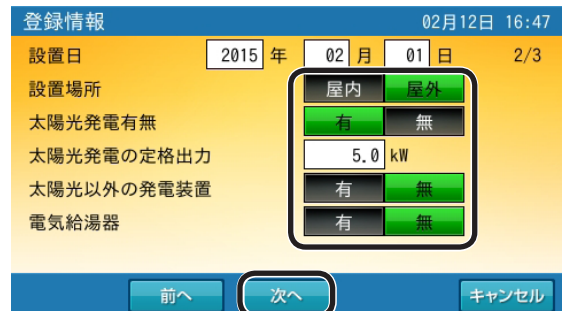 登録情報 02月12日 16:47
設置日 2015 年 02 月 01 日 2/3
設置場所 屋内 屋外
太陽光発電有無 有 無
太陽光発電の定格出力 5.0 kW
太陽光以外の発電装置 有 無
電気給湯器 有 無
前へ 次へ キャンセル